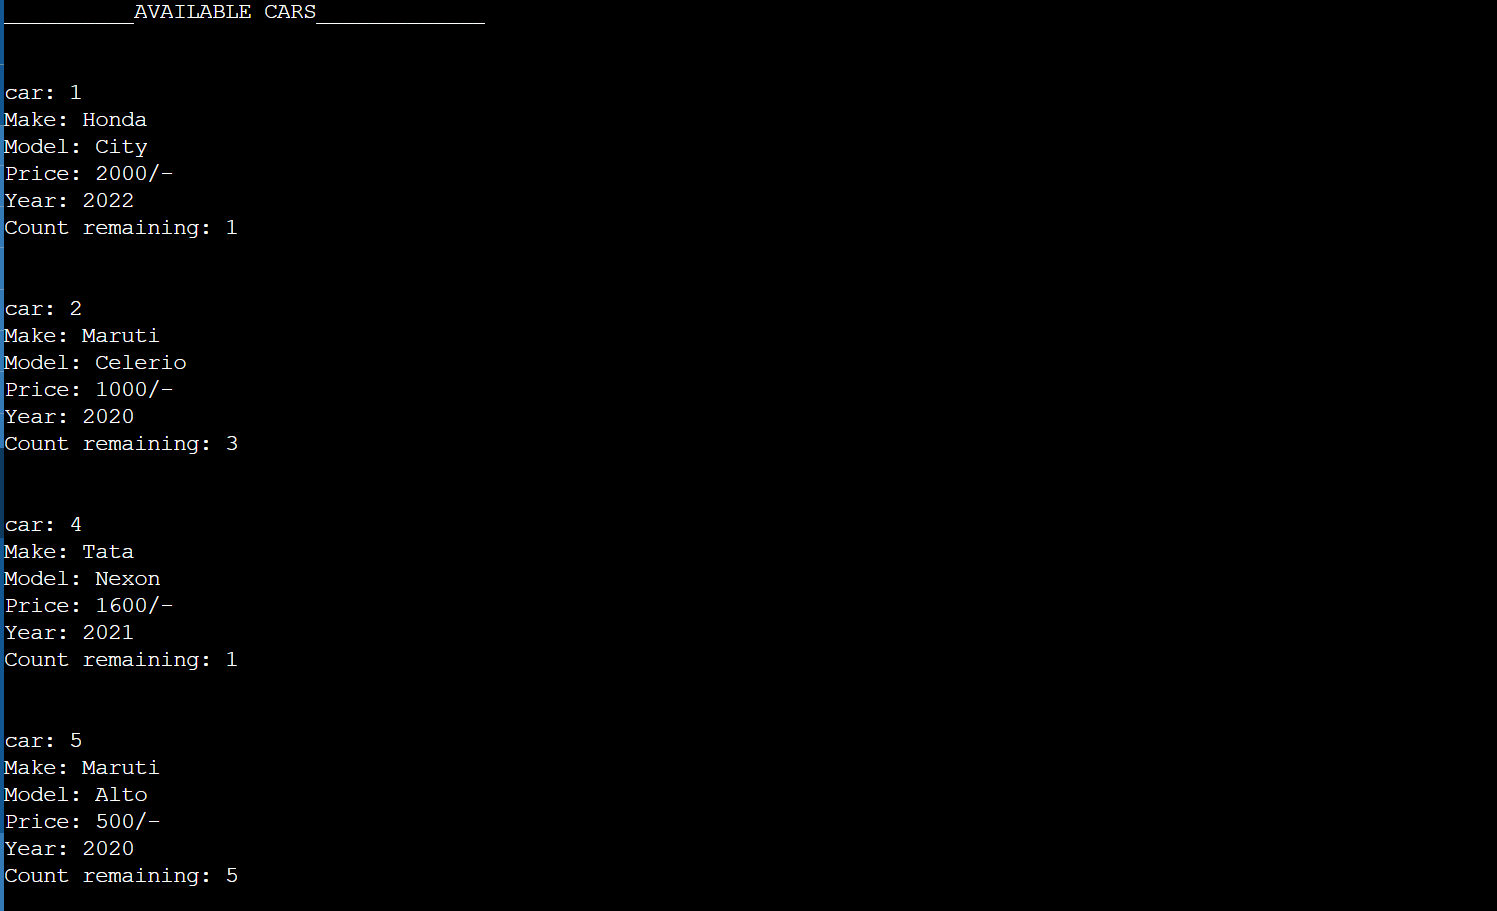 __________AVAILABLE CARS_____________
car: 1
Make: Honda
Model: City
Price: 2000/-
Year: 2022
Count remaining: 1
car: 2
Make: Maruti
Model: Celerio
Price: 1000/-
Year: 2020
Count remaining: 3
car: 4
Make: Tata
Model: Nexon
Price: 1600/-
Year: 2021
Count remaining: 1
car: 5
Make: Maruti
Model: Alto
Price: 500/-
Year: 2020
Count remaining: 5